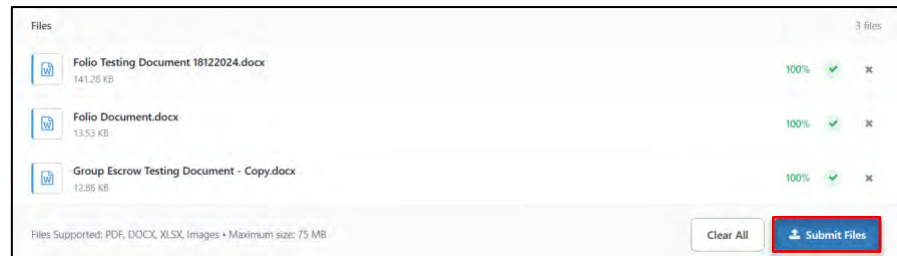 Files 3 files
Folio Testing Document 18122024.docx
141.28 KB
100%
Folio Document.docx
13.53 KB
100%
Group Escrow Testing Document - Copy.docx
12.86 KB
100%
Files Supported: PDF, DOCX, XLSX, Images • Maximum size: 75 MB Clear All Submit Files